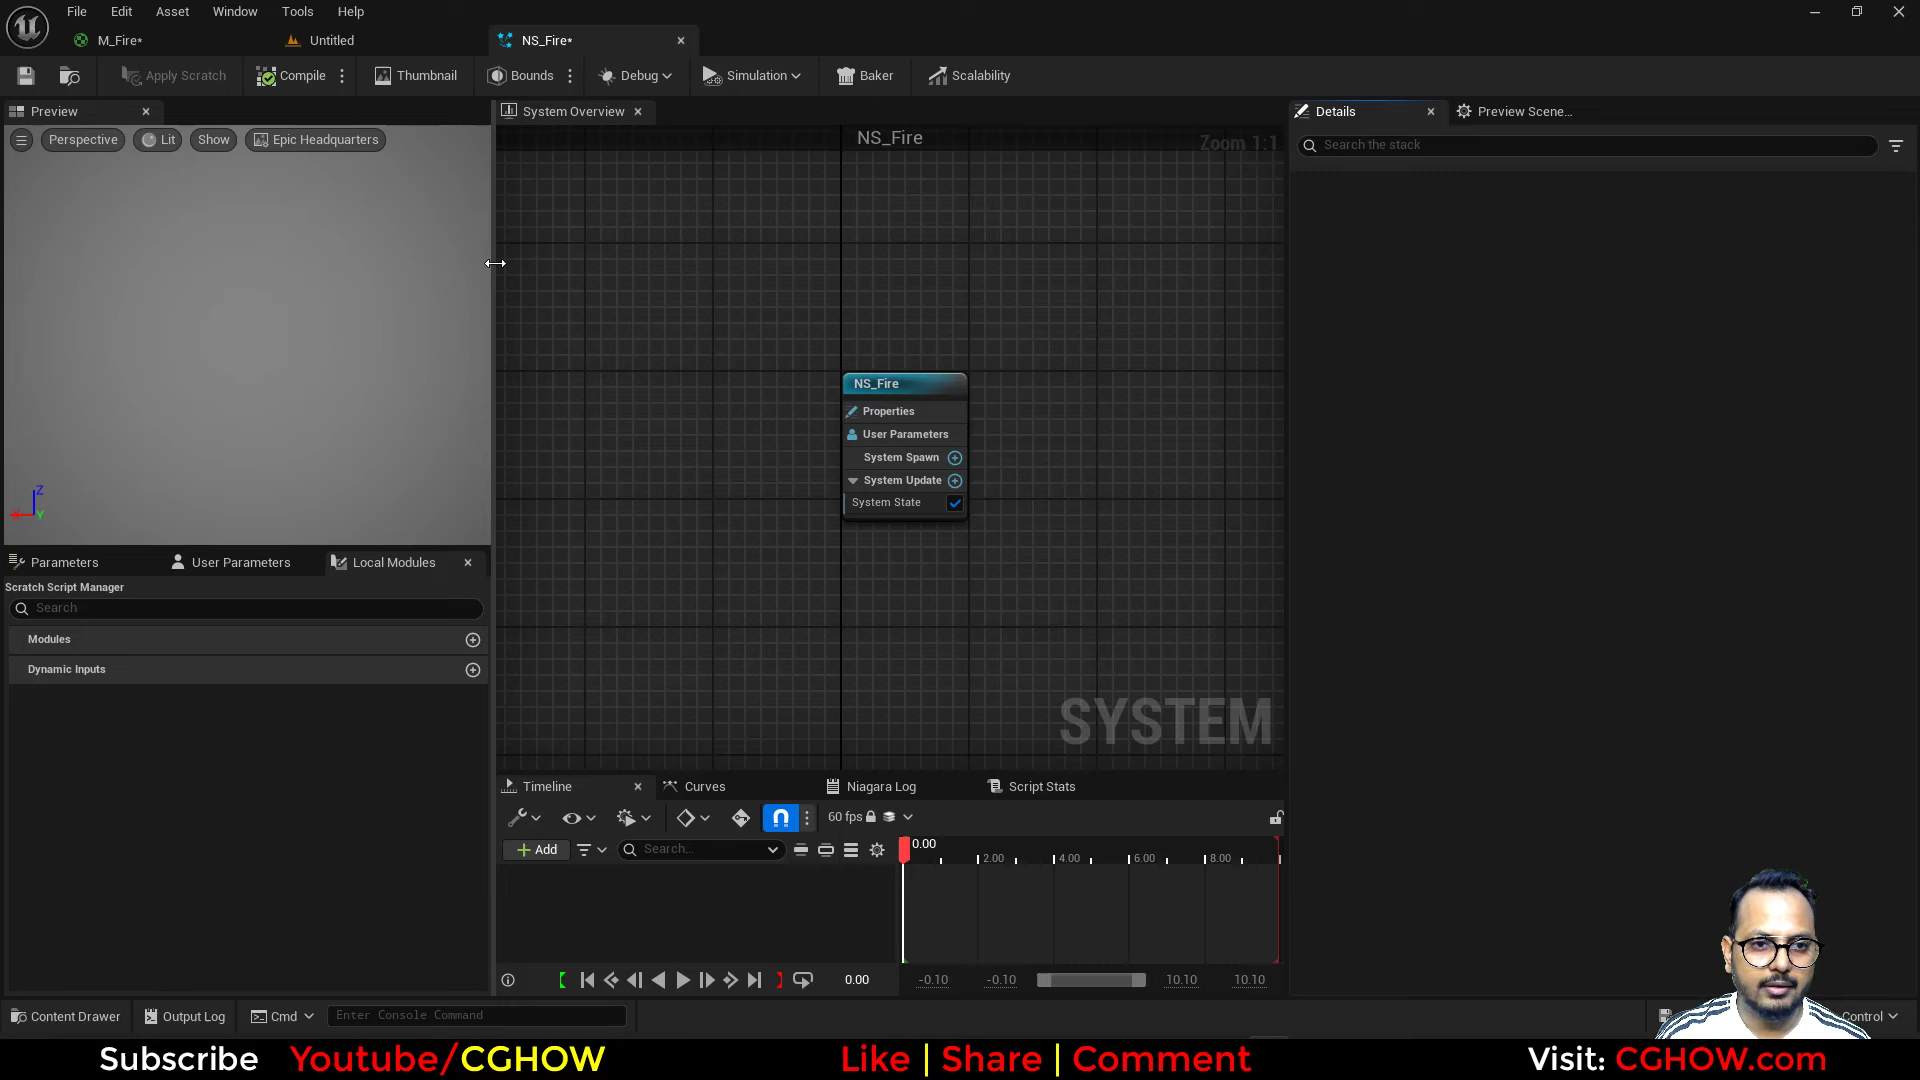 File Edit Asset Window Tools Help
M_Fire* Untitled NS_Fire*
Apply Scratch Compile Thumbnail Bounds Debug Simulation Baker Scalability
Preview System Overview Details Preview Scene...
Perspective Lit Show Epic Headquarters
NS_Fire
Zoom 1:1
Search the stack
NS_Fire
Properties
User Parameters
System Spawn
System Update
System State
Z
Y
Parameters User Parameters Local Modules
Scratch Script Manager
Search
Modules
Dynamic Inputs
SYSTEM
Timeline Curves Niagara Log Script Stats
60 fps
Add Search... 0.00
2.00 4.00 6.00 8.00
0.00 -0.10 -0.10 10.10 10.10
Content Drawer Output Log Cmd Enter Console Command Control
Subscribe Youtube/CGHOW Like | Share | Comment Visit: CGHOW.com